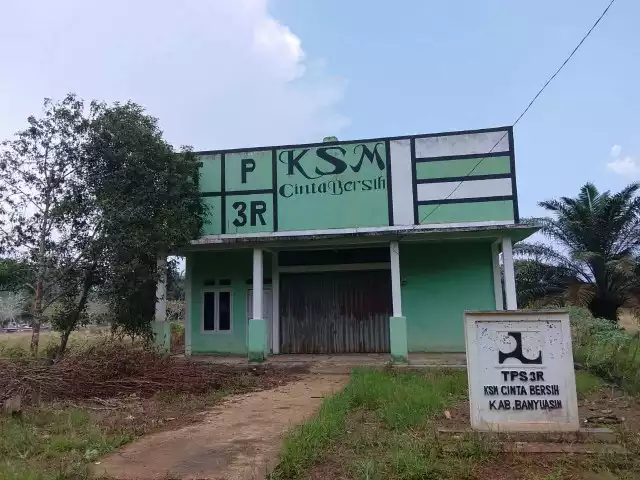 T P
3R
KSM
Cinta Bersih
TPS3R
KSM CINTA BERSIH
KAB.BANYUASIN